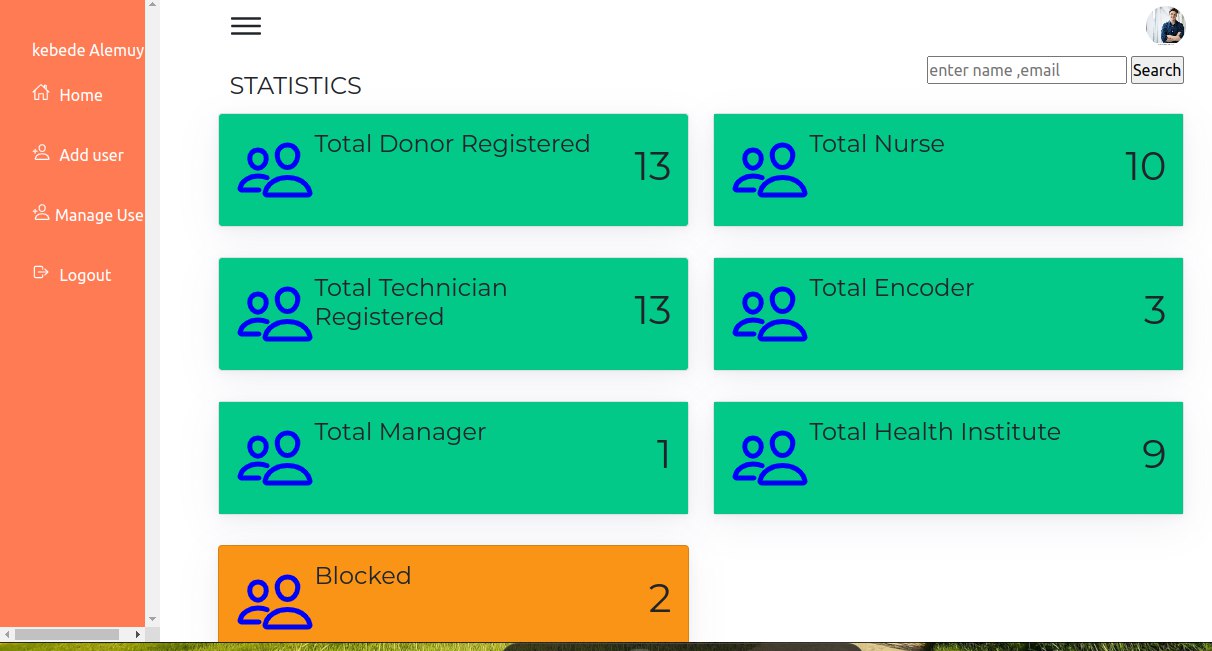 kebede Alemuy
Home
Add user
Manage Use
Logout
enter name ,email
Search
STATISTICS
Total Donor Registered
13
Total Nurse
10
Total Technician
Registered
13
Total Encoder
3
Total Manager
1
Total Health Institute
9
Blocked
2